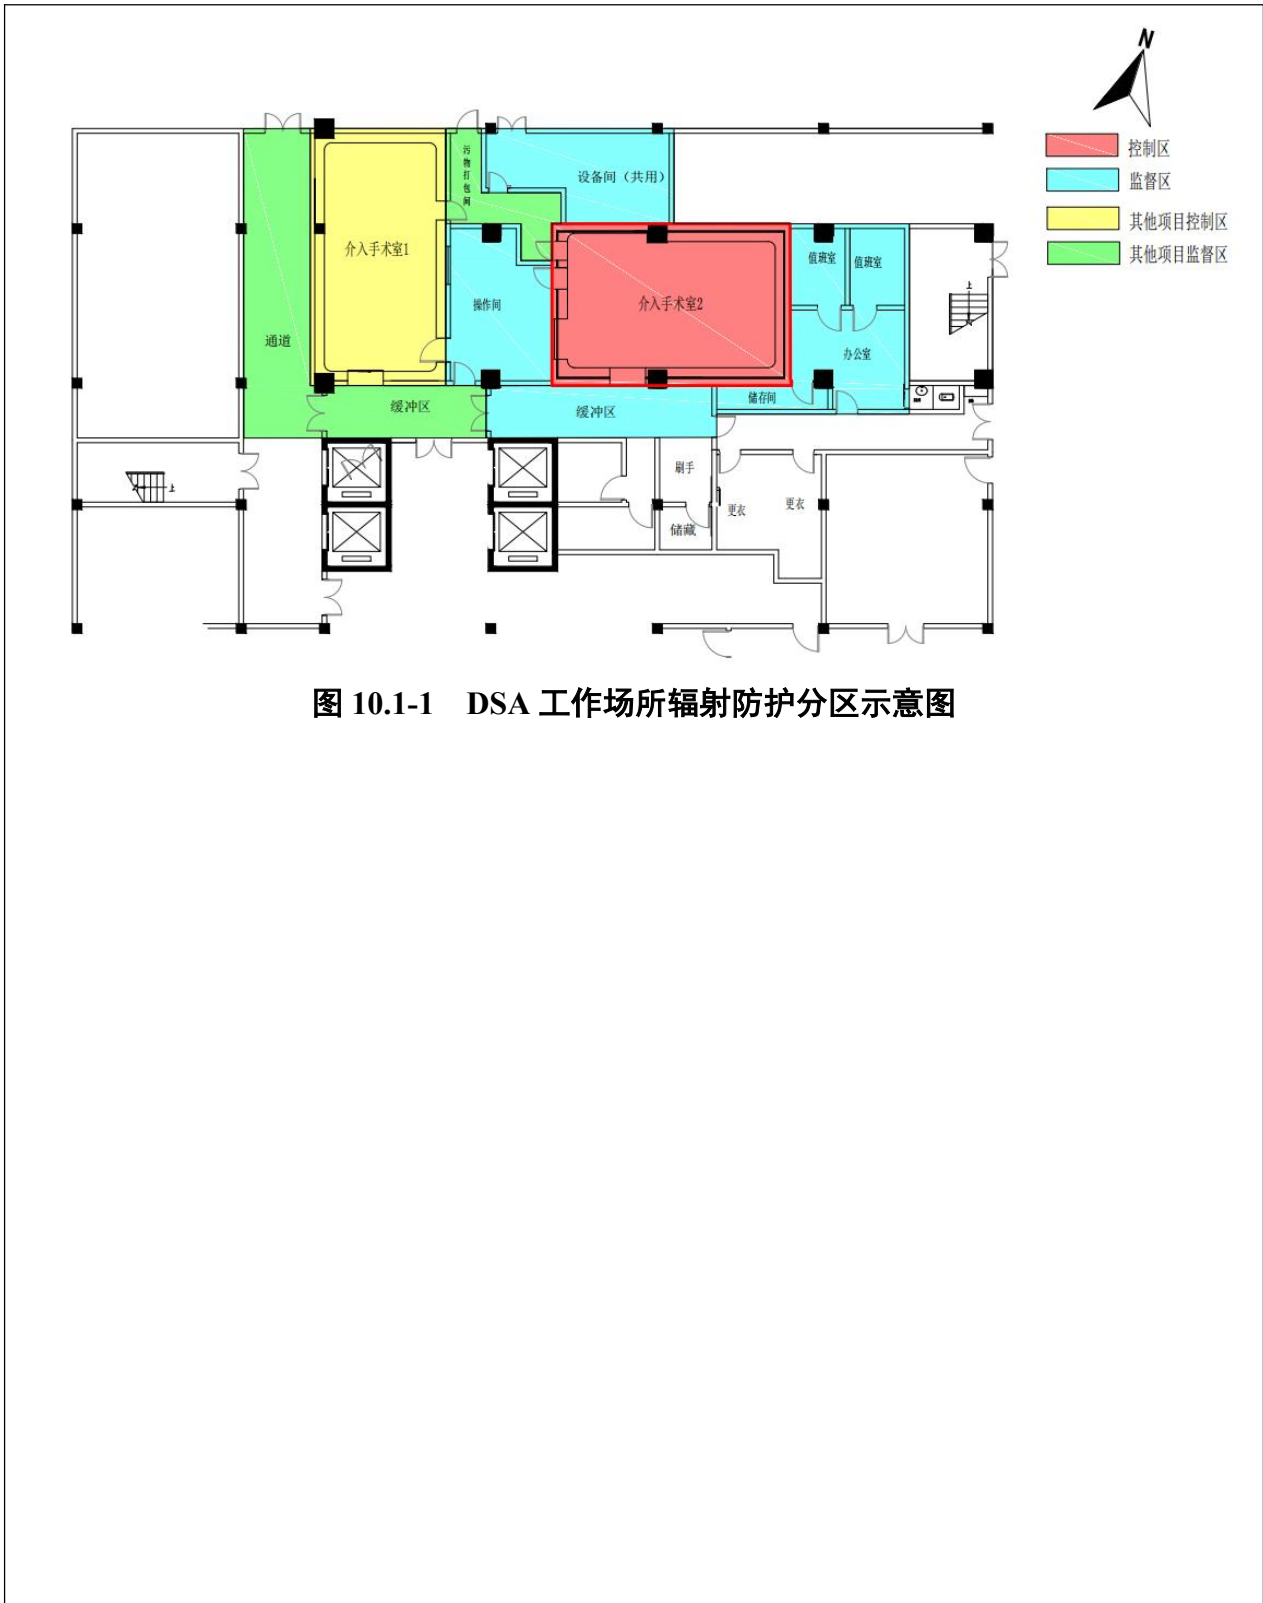 N
控制区
监督区
其他项目控制区
其他项目监督区
污物打包间
设备间（共用）
介入手术室1
值班室
值班室
操作间
介入手术室2
上
通道
办公室
储存间
缓冲区
缓冲区
刷手
上
更衣
更衣
储藏
图 10.1-1 DSA 工作场所辐射防护分区示意图